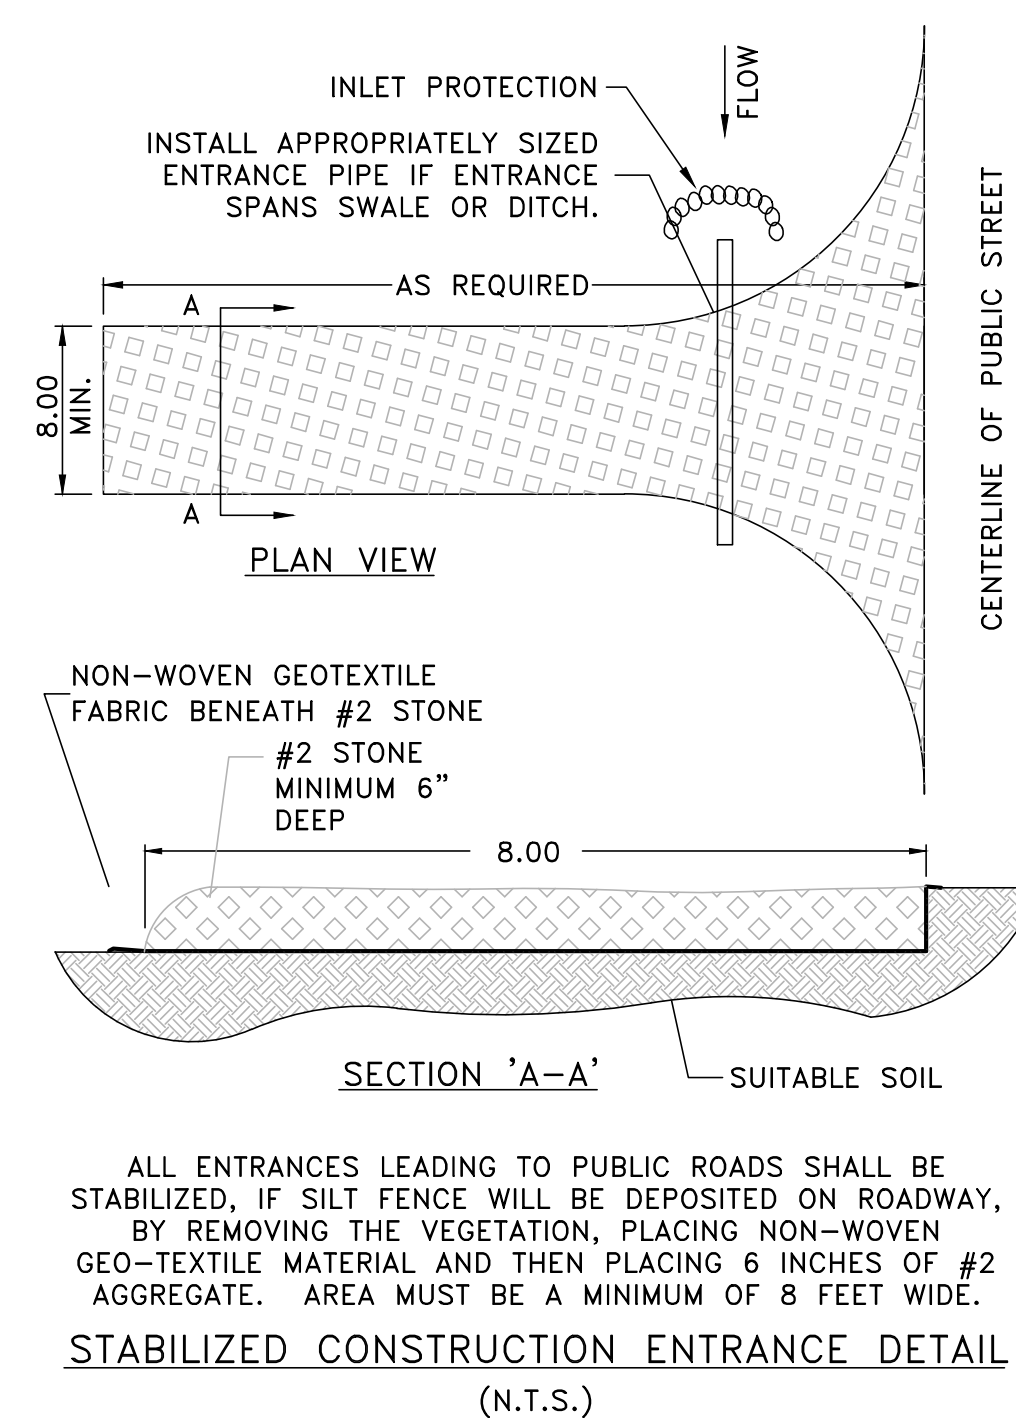 INLET PROTECTION
FLOW
INSTALL APPROPRIATELY SIZED
ENTRANCE PIPE IF ENTRANCE
SPANS SWALE OR DITCH.
AS REQUIRED
A
8.00
MIN.
A
PLAN VIEW
CENTERLINE OF PUBLIC STREET
NON-WOVEN GEOTEXTILE
FABRIC BENEATH #2 STONE
#2 STONE
MINIMUM 6"
DEEP
8.00
SECTION 'A-A'
SUITABLE SOIL
ALL ENTRANCES LEADING TO PUBLIC ROADS SHALL BE
STABILIZED, IF SILT FENCE WILL BE DEPOSITED ON ROADWAY,
BY REMOVING THE VEGETATION, PLACING NON-WOVEN
GEO-TEXTILE MATERIAL AND THEN PLACING 6 INCHES OF #2
AGGREGATE. AREA MUST BE A MINIMUM OF 8 FEET WIDE.
STABILIZED CONSTRUCTION ENTRANCE DETAIL
(N.T.S.)